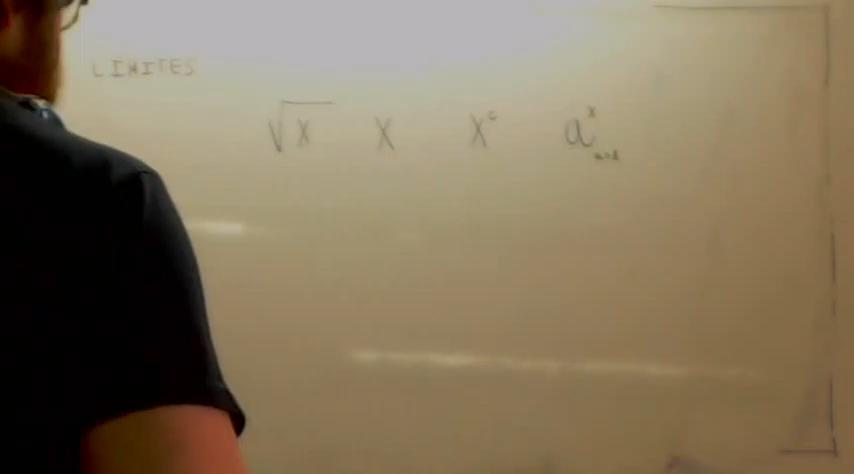 LIMITES
√x x x^c a^x